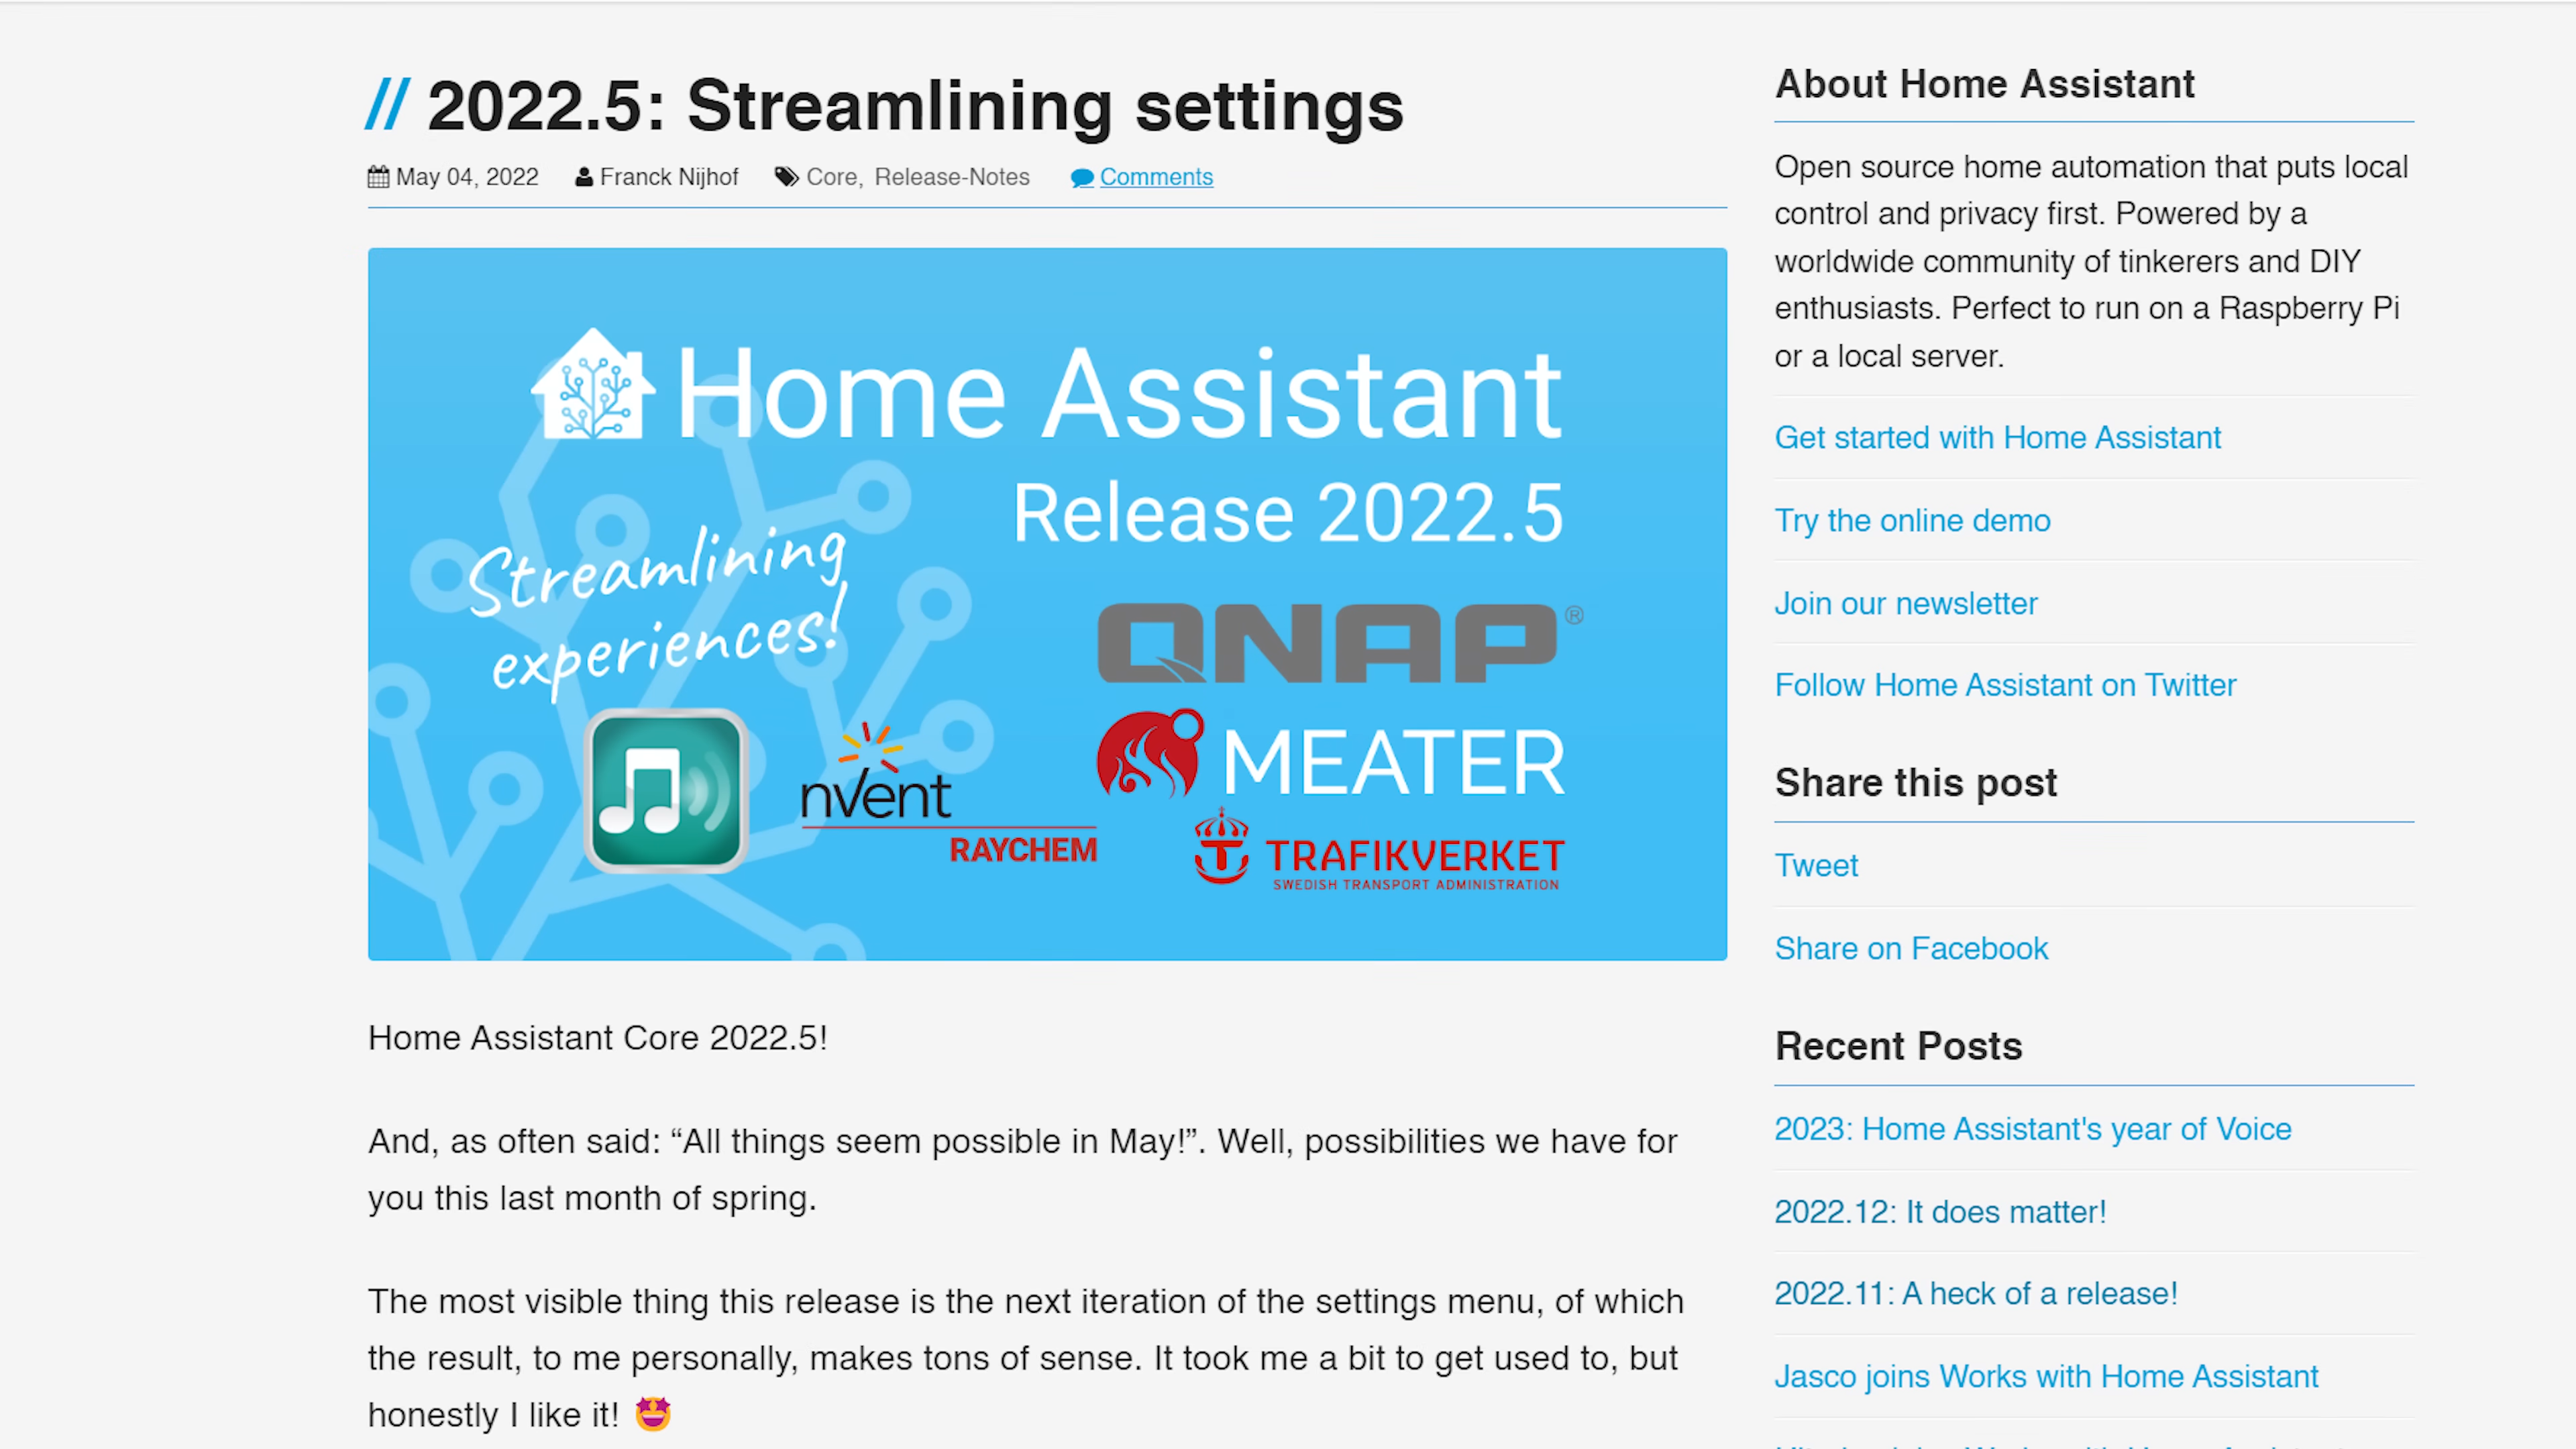 // 2022.5: Streamlining settings
May 04, 2022 Franck Nijhof Core, Release-Notes Comments
Home Assistant
Release 2022.5
Streamlining
experiences!
QNAP®
MEATER
nVent
RAYCHEM
TRAFIKVERKET
SWEDISH TRANSPORT ADMINISTRATION
Home Assistant Core 2022.5!
And, as often said: “All things seem possible in May!”. Well, possibilities we have for
you this last month of spring.
The most visible thing this release is the next iteration of the settings menu, of which
the result, to me personally, makes tons of sense. It took me a bit to get used to, but
honestly I like it! 🤩
About Home Assistant
Open source home automation that puts local
control and privacy first. Powered by a
worldwide community of tinkerers and DIY
enthusiasts. Perfect to run on a Raspberry Pi
or a local server.
Get started with Home Assistant
Try the online demo
Join our newsletter
Follow Home Assistant on Twitter
Share this post
Tweet
Share on Facebook
Recent Posts
2023: Home Assistant's year of Voice
2022.12: It does matter!
2022.11: A heck of a release!
Jasco joins Works with Home Assistant